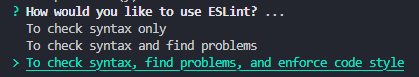 ? How would you like to use ESLint? ...
To check syntax only
To check syntax and find problems
> To check syntax, find problems, and enforce code style